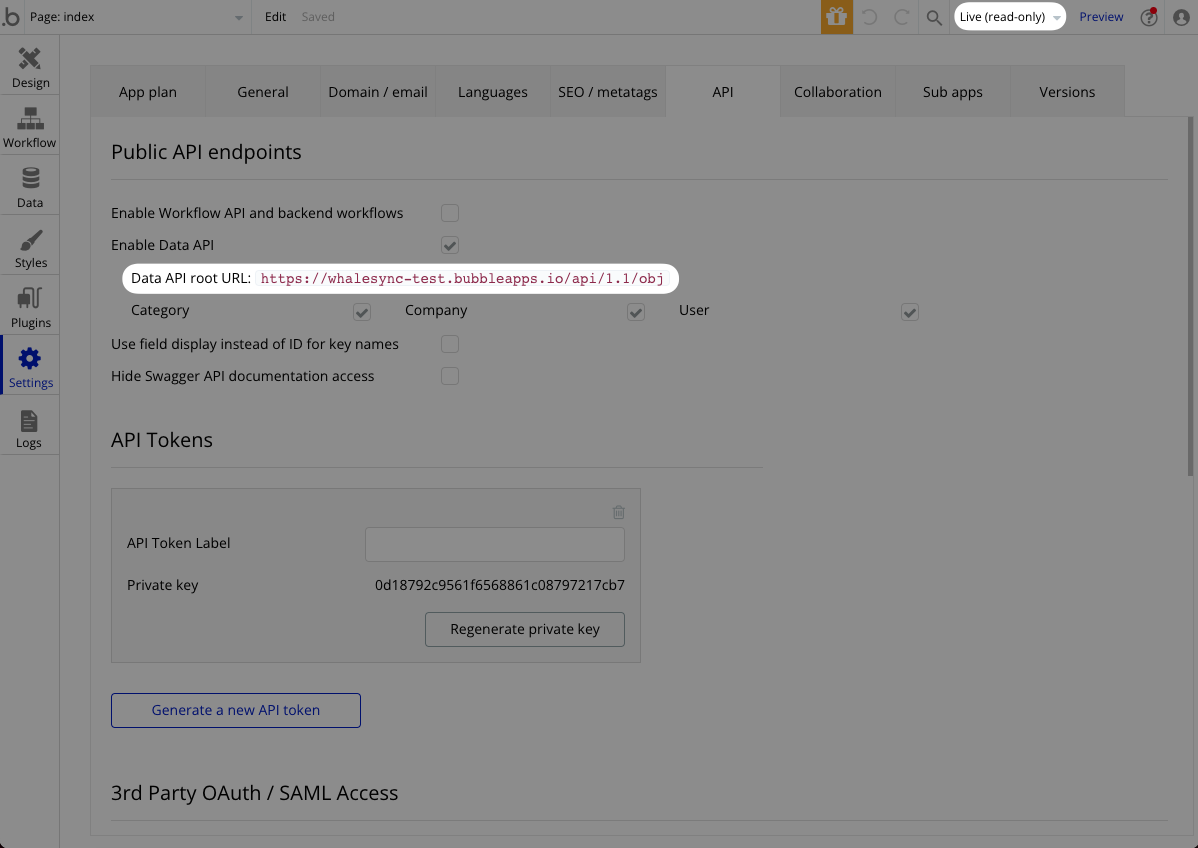 .b Page: index Edit Saved Live (read-only) Preview
Design
Workflow
Data
Styles
Plugins
Settings
Logs
App plan General Domain / email Languages SEO / metatags API Collaboration Sub apps Versions
Public API endpoints
Enable Workflow API and backend workflows
Enable Data API
Data API root URL: https://whalesync-test.bubbleapps.io/api/1.1/obj
Category Company User
Use field display instead of ID for key names
Hide Swagger API documentation access
API Tokens
API Token Label
Private key 0d18792c9561f6568861c08797217cb7
Regenerate private key
Generate a new API token
3rd Party OAuth / SAML Access